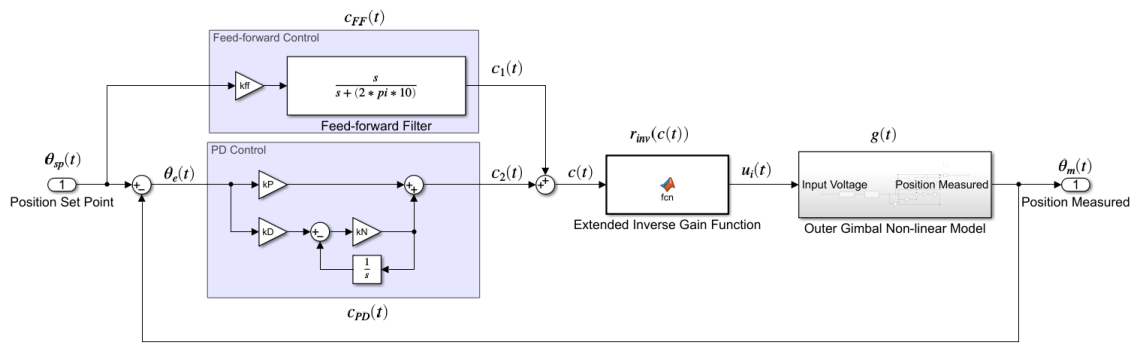 c_FF(t)
Feed-forward Control
kff
s
s + (2 * pi * 10)
Feed-forward Filter
c_1(t)
θ_sp(t)
1
Position Set Point
PD Control
θ_e(t)
kP
kD
kN
1
s
c_2(t)
c_PD(t)
c(t)
r_inv(c(t))
fcn
Extended Inverse Gain Function
u_i(t)
g(t)
Input Voltage
Position Measured
Outer Gimbal Non-linear Model
θ_m(t)
1
Position Measured